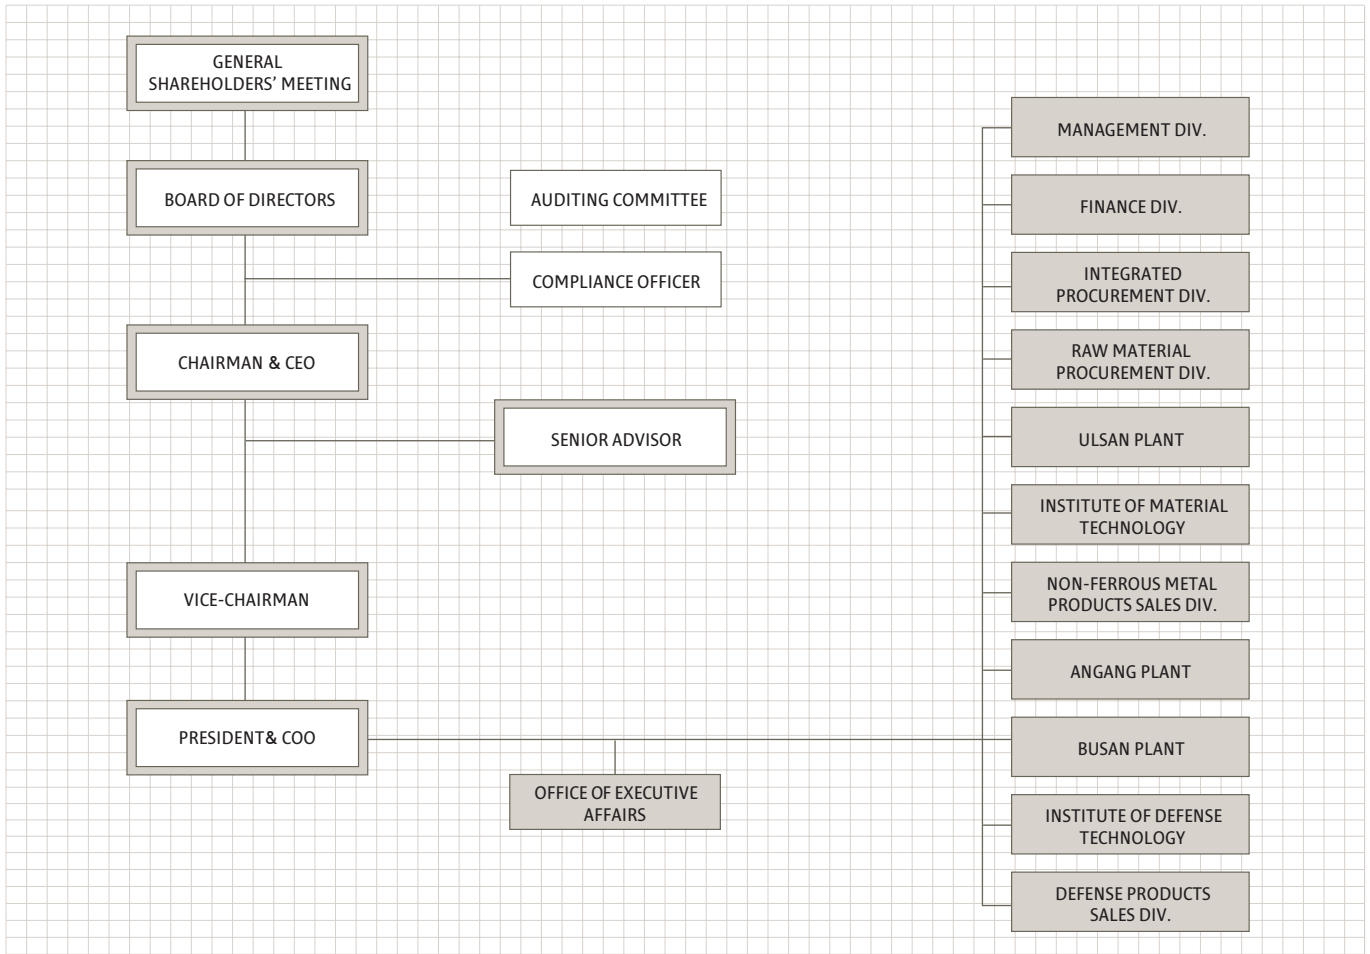 GENERAL
SHAREHOLDERS’ MEETING
BOARD OF DIRECTORS
AUDITING COMMITTEE
COMPLIANCE OFFICER
CHAIRMAN & CEO
SENIOR ADVISOR
VICE-CHAIRMAN
PRESIDENT& COO
OFFICE OF EXECUTIVE
AFFAIRS
MANAGEMENT DIV.
FINANCE DIV.
INTEGRATED
PROCUREMENT DIV.
RAW MATERIAL
PROCUREMENT DIV.
ULSAN PLANT
INSTITUTE OF MATERIAL
TECHNOLOGY
NON-FERROUS METAL
PRODUCTS SALES DIV.
ANGANG PLANT
BUSAN PLANT
INSTITUTE OF DEFENSE
TECHNOLOGY
DEFENSE PRODUCTS
SALES DIV.